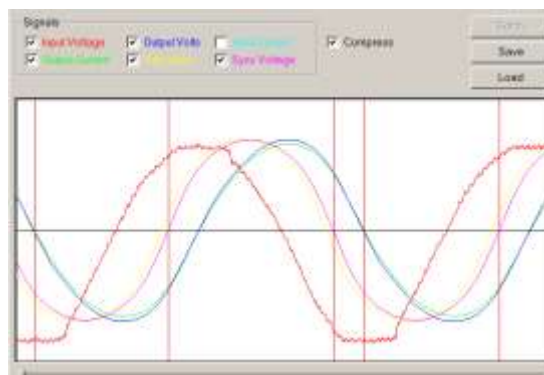 Signals
Input Voltage Output Volts Compress
Output Current Sync Voltage
Save
Load